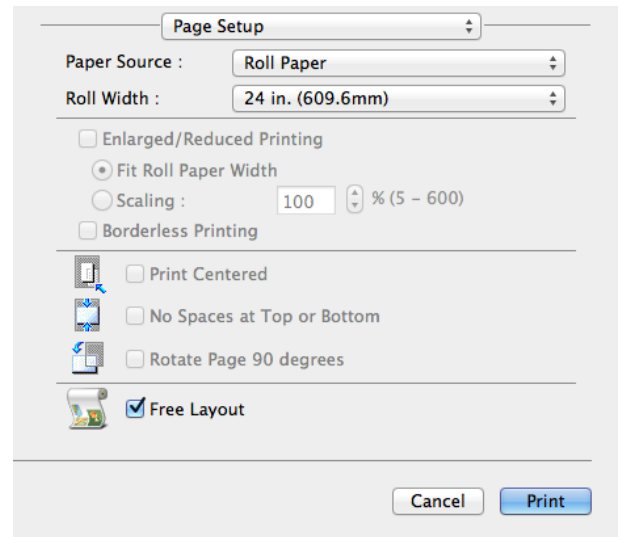 Page Setup
Paper Source : Roll Paper
Roll Width : 24 in. (609.6mm)
Enlarged/Reduced Printing
Fit Roll Paper Width
Scaling : 100 % (5 – 600)
Borderless Printing
Print Centered
No Spaces at Top or Bottom
Rotate Page 90 degrees
Free Layout
Cancel Print